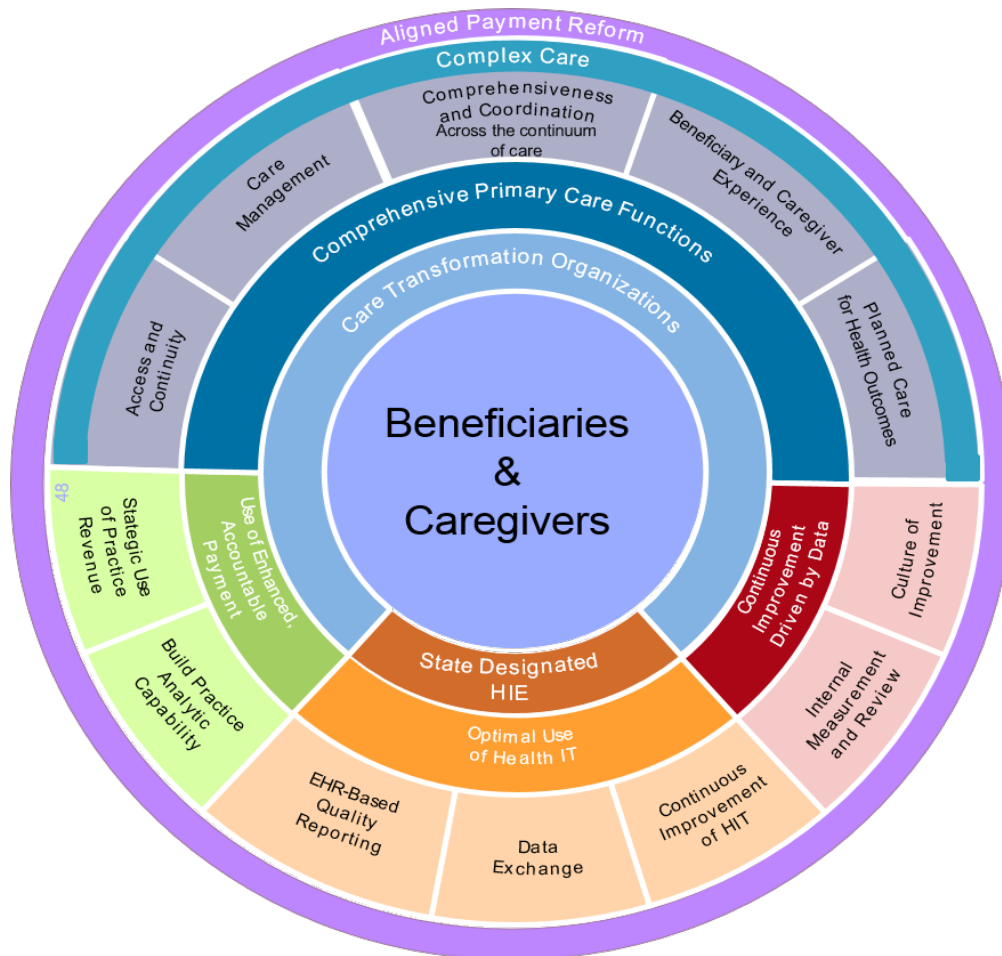 Aligned Payment Reform
Complex Care
Comprehensiveness
and Coordination
Across the continuum
of care
Care
Management
Beneficiary and Caregiver
Experience
Access and
Continuity
Planned Care
for Health Outcomes
Comprehensive Primary Care Functions
Care Transformation Organizations
Beneficiaries
&
Caregivers
48
Stategic Use
of Practice
Revenue
Use of Enhanced,
Accountable
Payment
Build Practice
Analytic
Capability
State Designated
HIE
Optimal Use
of Health IT
EHR-Based
Quality
Reporting
Data
Exchange
Continuous
Improvement
of HIT
Continuous
Improvement
Driven by Data
Culture of
Improvement
Internal
Measurement
and Review